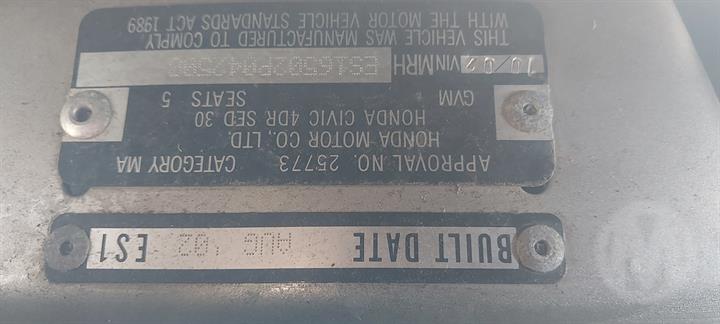 BUILT DATE AUG '02 ES1
APPROVAL NO. 25773 CATEGORY MA
HONDA MOTOR CO., LTD.
HONDA CIVIC 4DR SED 30
GVM SEATS 5
10/02 VIN MRH
THIS VEHICLE WAS MANUFACTURED TO COMPLY
WITH THE MOTOR VEHICLE STANDARDS ACT 1989